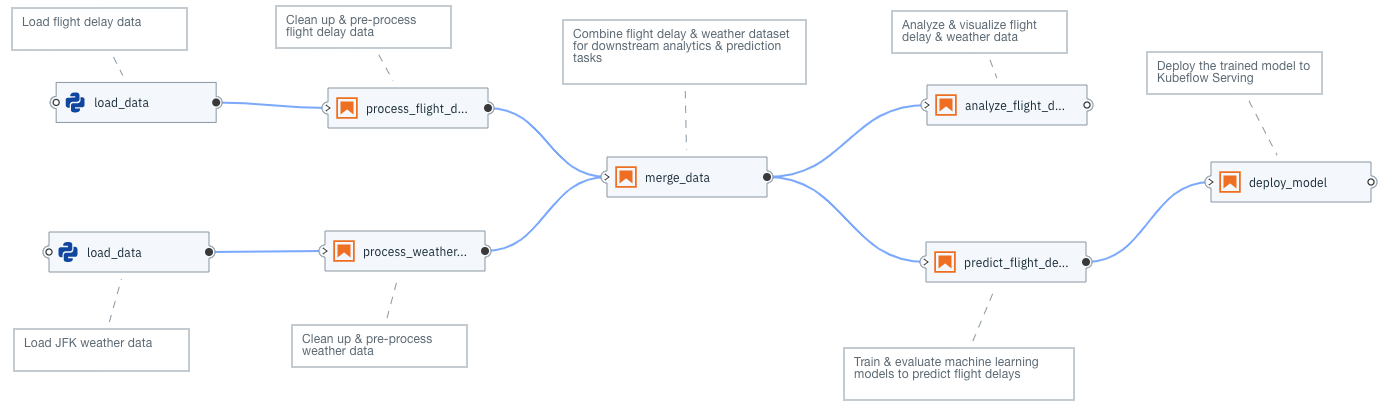 Load flight delay data
load_data
Clean up & pre-process
flight delay data
process_flight_d...
Combine flight delay & weather dataset
for downstream analytics & prediction
tasks
merge_data
Analyze & visualize flight
delay & weather data
analyze_flight_d...
Deploy the trained model to
Kubeflow Serving
deploy_model
load_data
Load JFK weather data
process_weather...
Clean up & pre-process
weather data
predict_flight_de...
Train & evaluate machine learning
models to predict flight delays